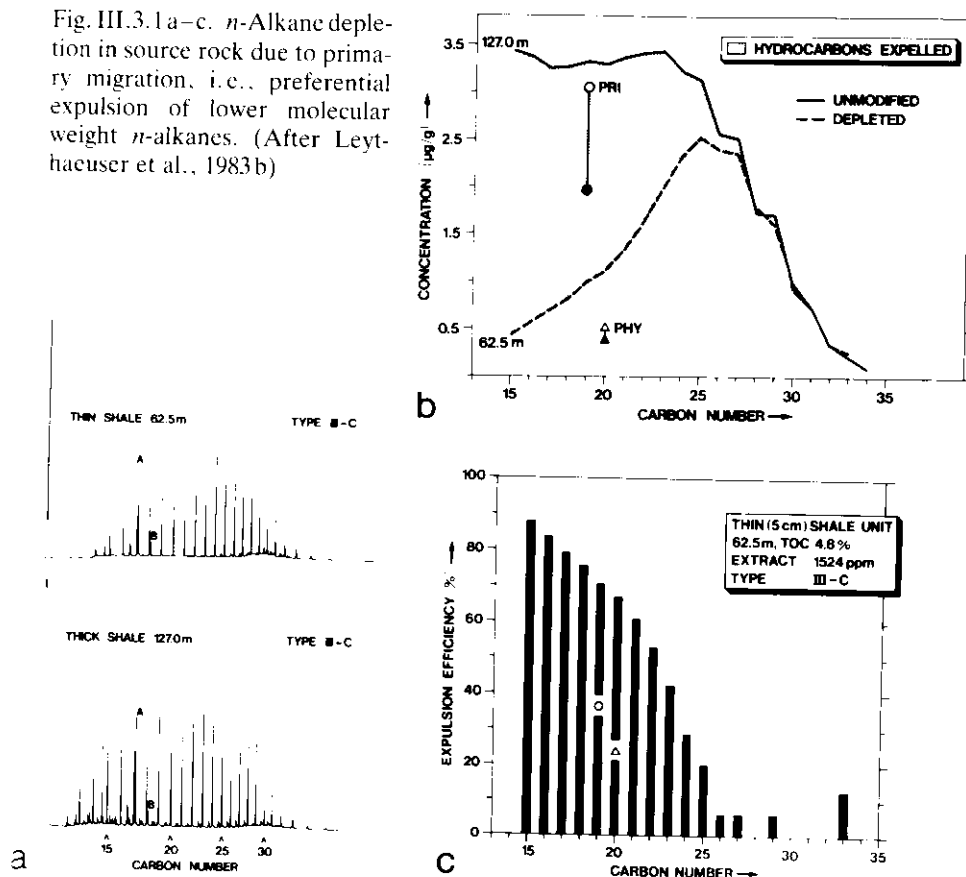 Fig. III.3.1 a–c. n-Alkane deple-
tion in source rock due to prima-
ry migration, i.e., preferential
expulsion of lower molecular
weight n-alkanes. (After Leyt-
haeuser et al., 1983b)
THIN SHALE 62.5m TYPE III-C
A
B
THICK SHALE 127.0m TYPE III-C
A
B
15 20 25 30
CARBON NUMBER
a
3.5
2.5
1.5
0.5
CONCENTRATION [µg/g]
127.0 m
HYDROCARBONS EXPELLED
PRI
UNMODIFIED
DEPLETED
PHY
62.5 m
15 20 25 30 35
CARBON NUMBER
b
100
80
60
40
20
0
EXPULSION EFFICIENCY %
THIN (5 cm) SHALE UNIT
62.5m, TOC 4.8 %
EXTRACT 1524 ppm
TYPE III-C
15 20 25 30 35
CARBON NUMBER
c